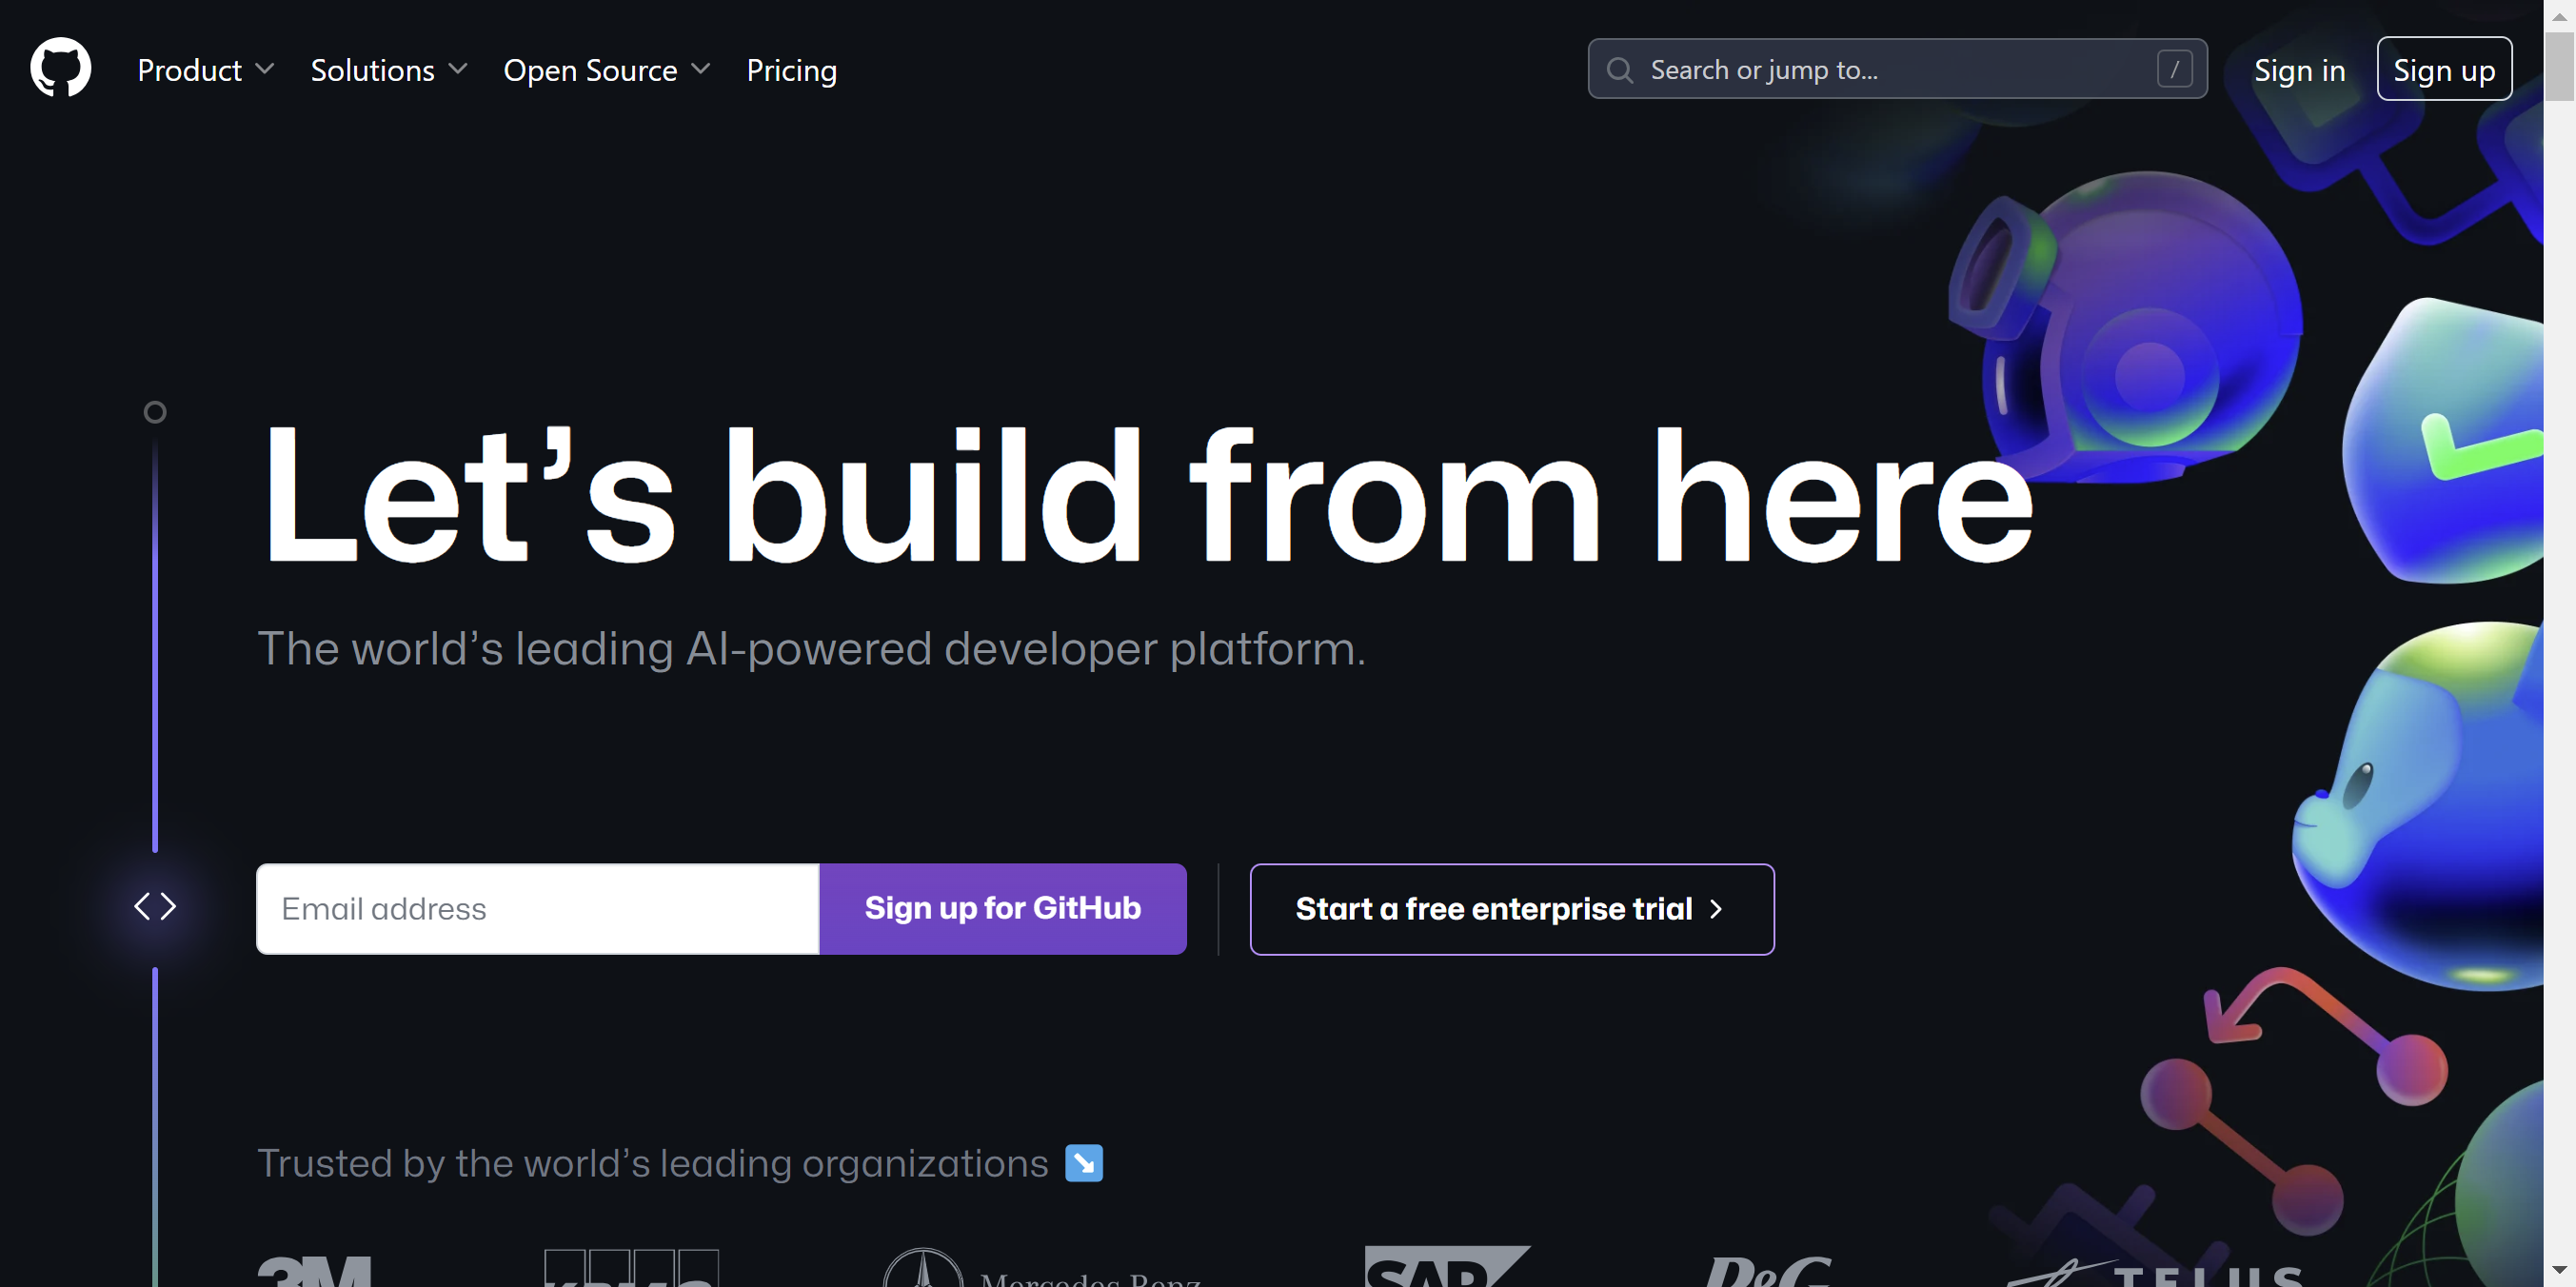 Product Solutions Open Source Pricing Search or jump to... / Sign in Sign up
Let’s build from here
The world’s leading AI-powered developer platform.
Email address Sign up for GitHub Start a free enterprise trial
Trusted by the world’s leading organizations
3M KPMG Mercedes-Benz SAP P&G TELUS